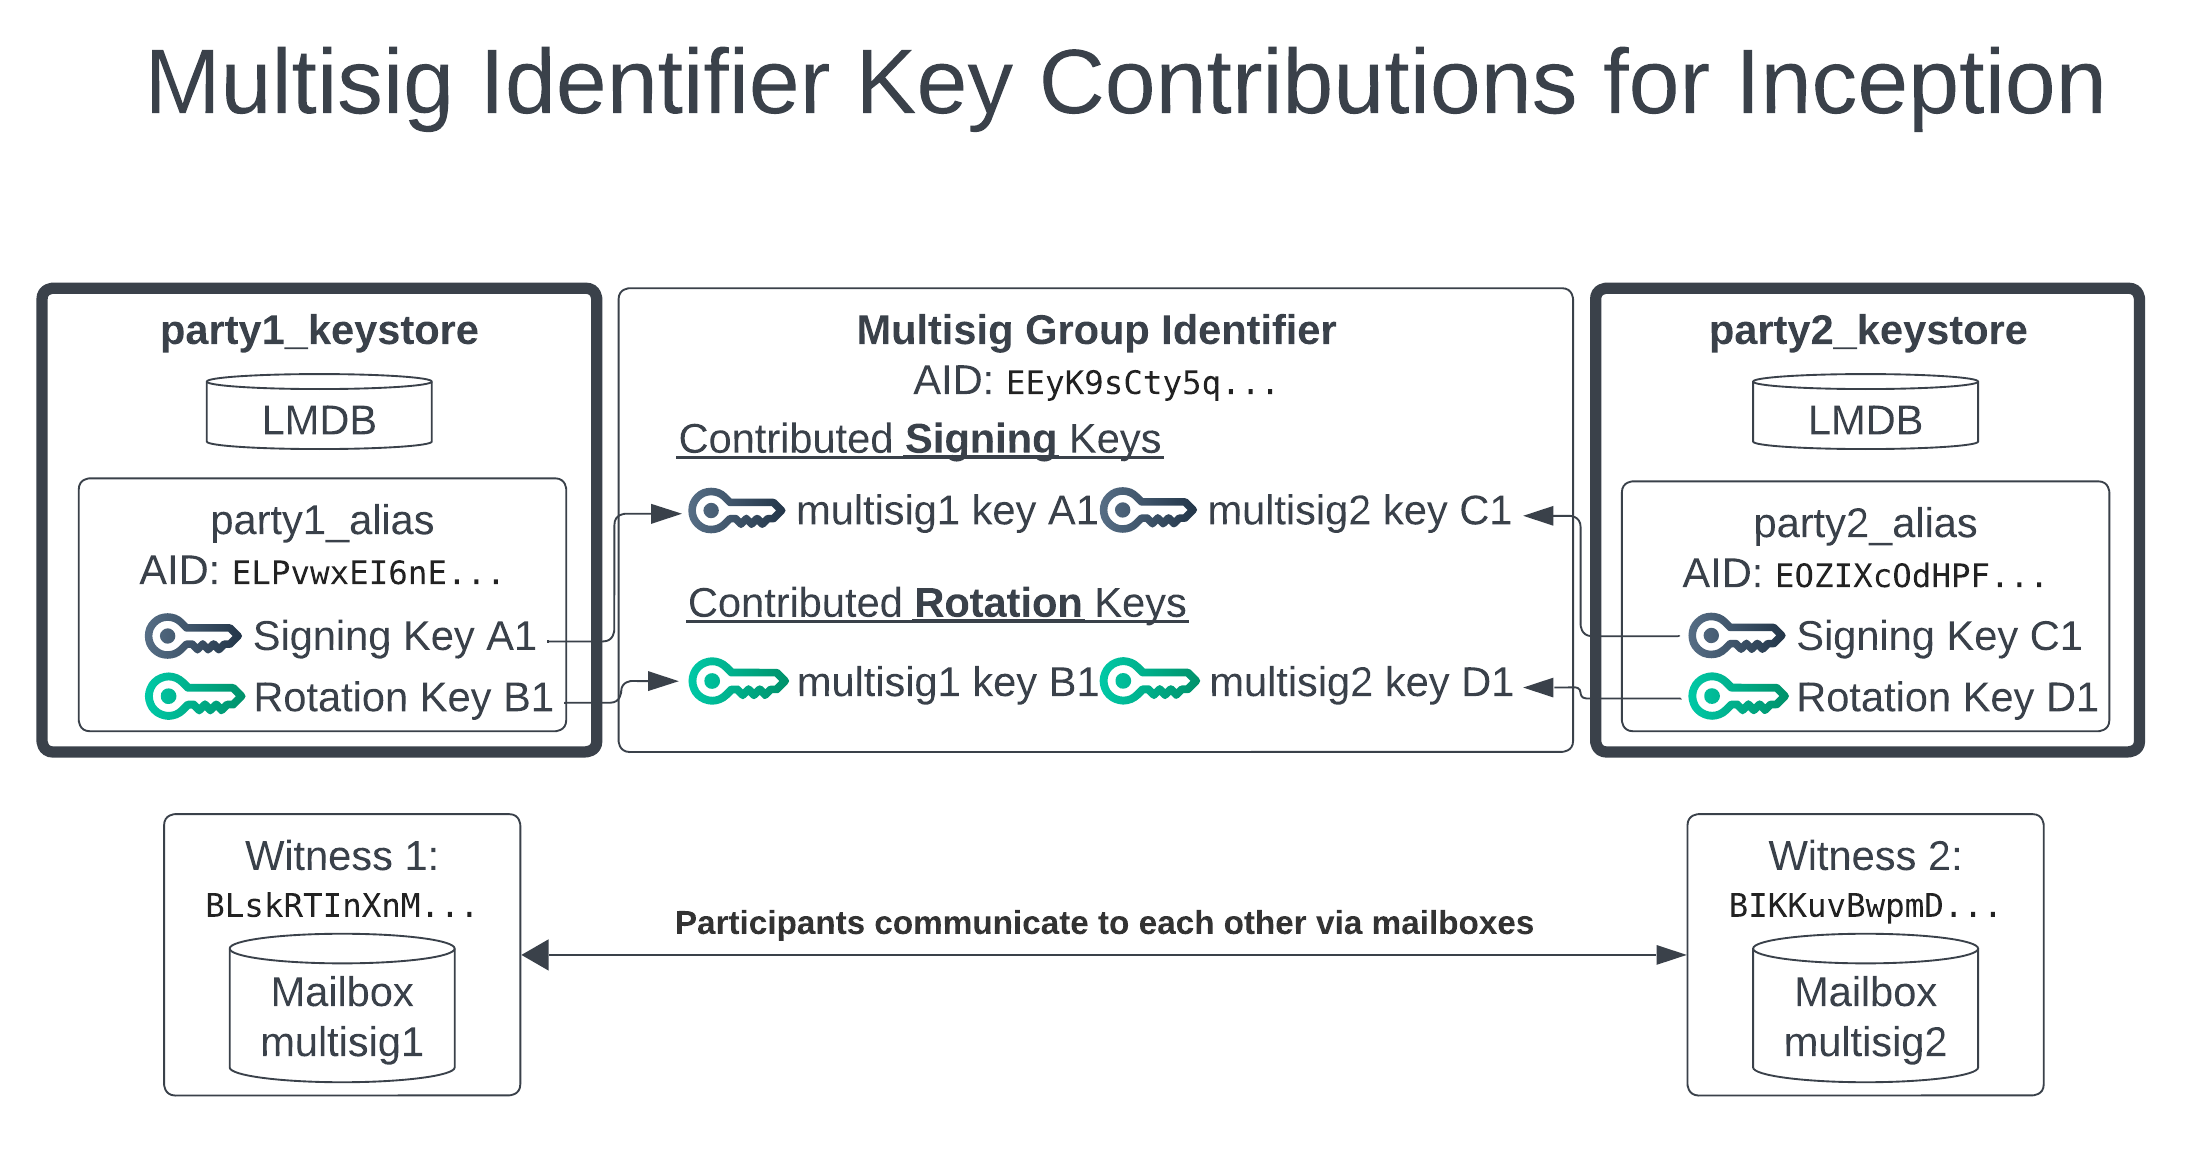 Multisig Identifier Key Contributions for Inception
party1_keystore
LMDB
party1_alias
AID: ELPvwxEI6nE...
Signing Key A1
Rotation Key B1
Multisig Group Identifier
AID: EEyK9sCty5q...
Contributed Signing Keys
multisig1 key A1 multisig2 key C1
Contributed Rotation Keys
multisig1 key B1 multisig2 key D1
party2_keystore
LMDB
party2_alias
AID: EOZIXcOdHPF...
Signing Key C1
Rotation Key D1
Witness 1:
BLskRTInXnM...
Mailbox
multisig1
Participants communicate to each other via mailboxes
Witness 2:
BIKKuvBwpmD...
Mailbox
multisig2